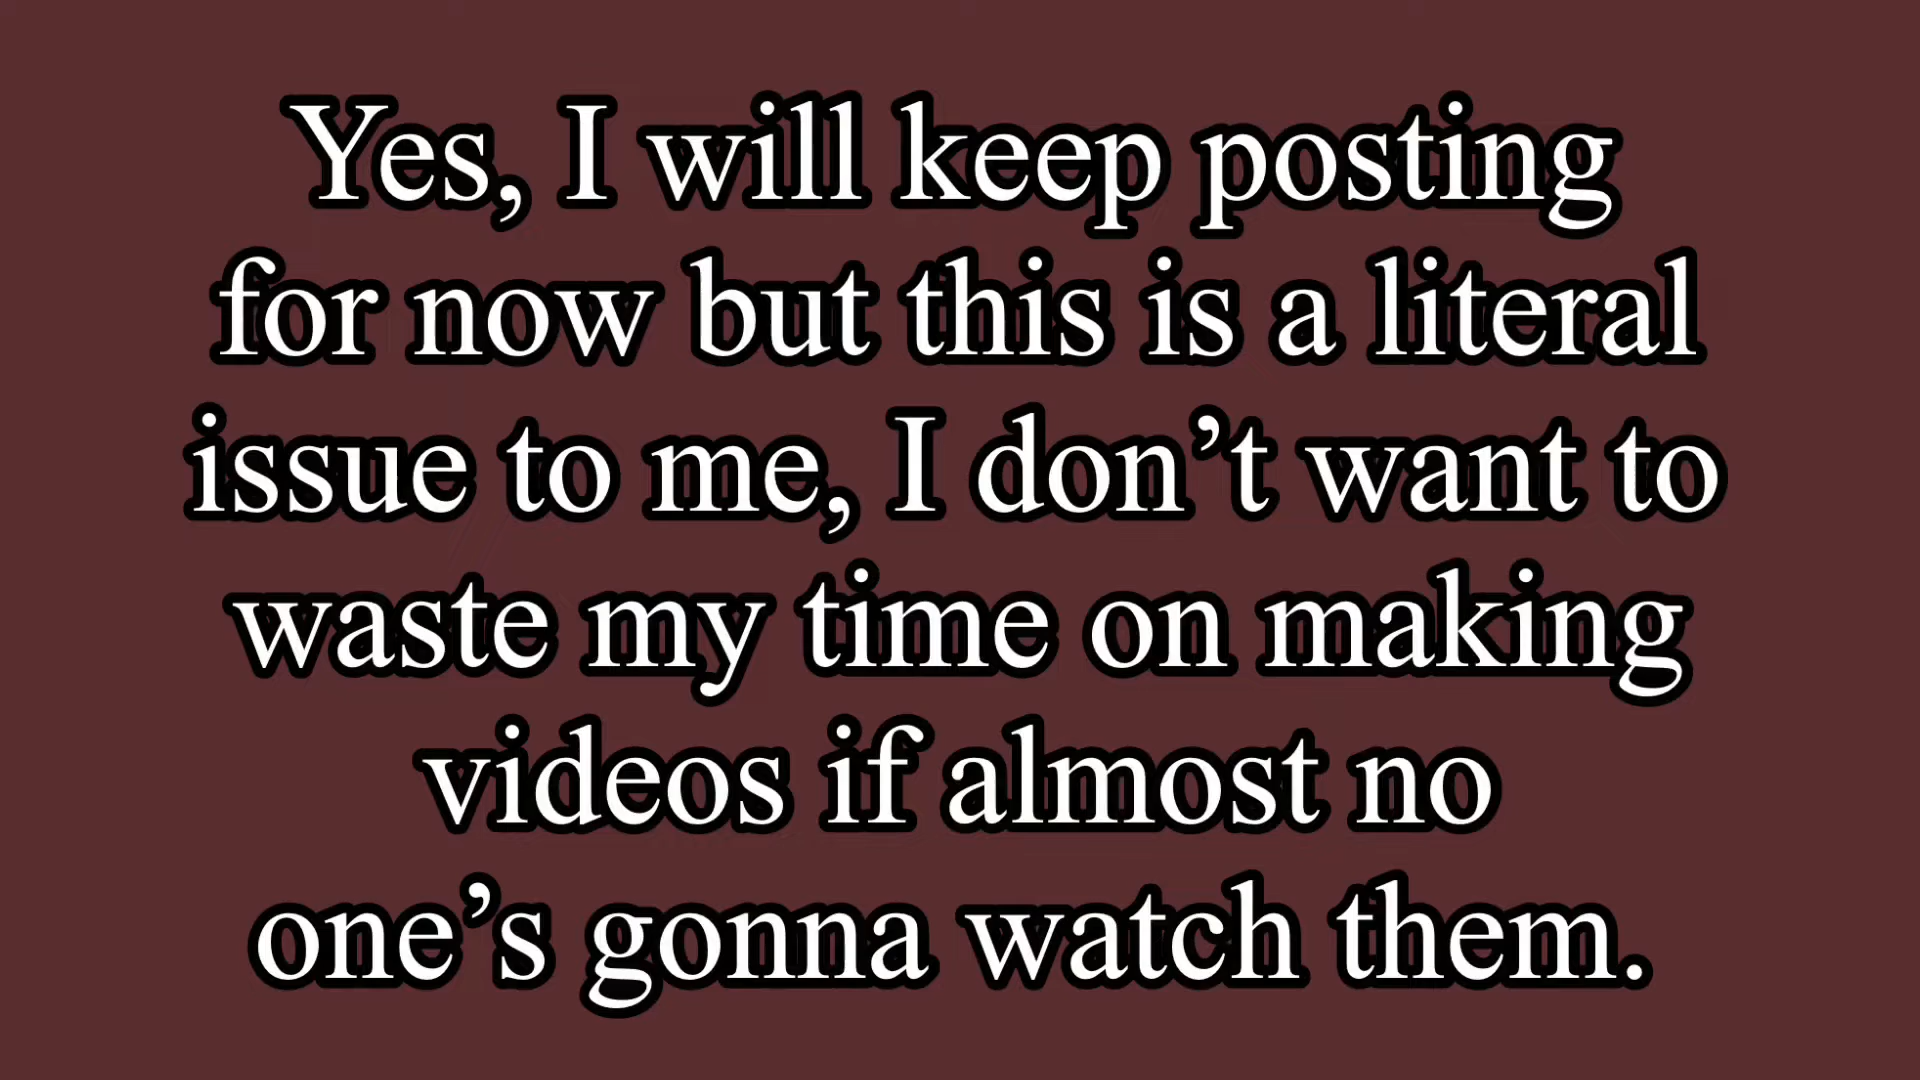 Yes, I will keep posting
for now but this is a literal
issue to me, I don’t want to
waste my time on making
videos if almost no
one’s gonna watch them.